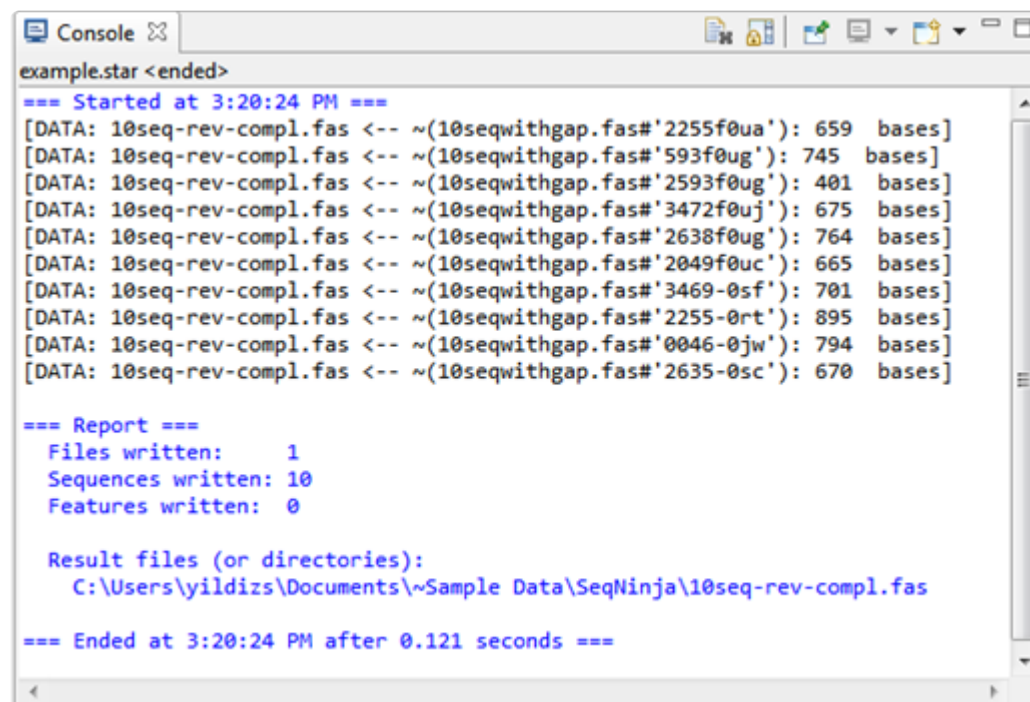 Console
example.star <ended>
=== Started at 3:20:24 PM ===
[DATA: 10seq-rev-compl.fas <-- ~(10seqwithgap.fas#'2255f0ua'): 659  bases]
[DATA: 10seq-rev-compl.fas <-- ~(10seqwithgap.fas#'593f0ug'): 745  bases]
[DATA: 10seq-rev-compl.fas <-- ~(10seqwithgap.fas#'2593f0ug'): 401  bases]
[DATA: 10seq-rev-compl.fas <-- ~(10seqwithgap.fas#'3472f0uj'): 675  bases]
[DATA: 10seq-rev-compl.fas <-- ~(10seqwithgap.fas#'2638f0ug'): 764  bases]
[DATA: 10seq-rev-compl.fas <-- ~(10seqwithgap.fas#'2049f0uc'): 665  bases]
[DATA: 10seq-rev-compl.fas <-- ~(10seqwithgap.fas#'3469-0sf'): 701  bases]
[DATA: 10seq-rev-compl.fas <-- ~(10seqwithgap.fas#'2255-0rt'): 895  bases]
[DATA: 10seq-rev-compl.fas <-- ~(10seqwithgap.fas#'0046-0jw'): 794  bases]
[DATA: 10seq-rev-compl.fas <-- ~(10seqwithgap.fas#'2635-0sc'): 670  bases]
=== Report ===
Files written:     1
Sequences written: 10
Features written:  0
Result files (or directories):
C:\Users\yildizs\Documents\~Sample Data\SeqNinja\10seq-rev-compl.fas
=== Ended at 3:20:24 PM after 0.121 seconds ===